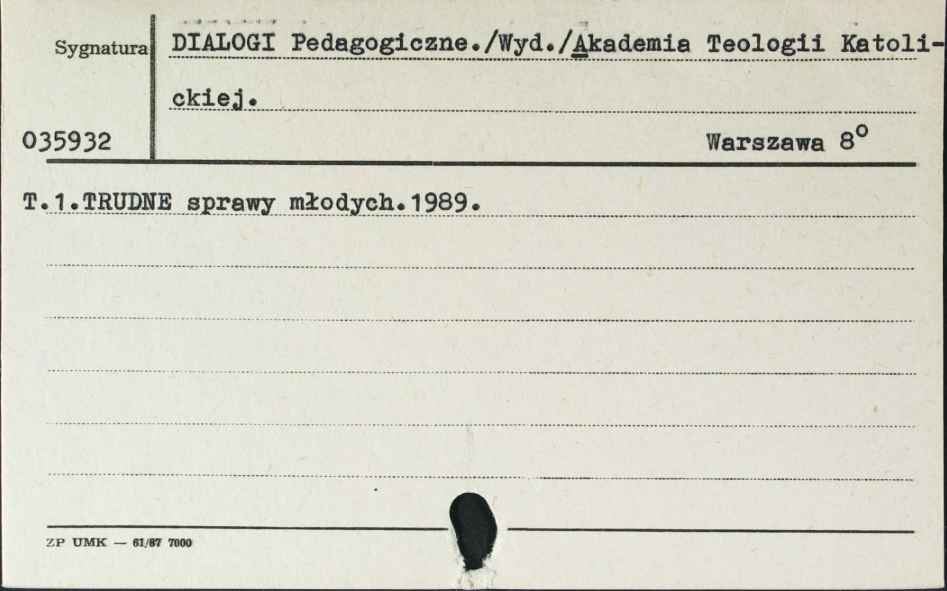 Sygnatura
DIALOGI Pedagogiczne./Wyd./Akademia Teologii Katoli-
ckiej.
035932
Warszawa 8º
T.1.TRUDNE sprawy młodych.1989.
ZP UMK — 61/87 7000